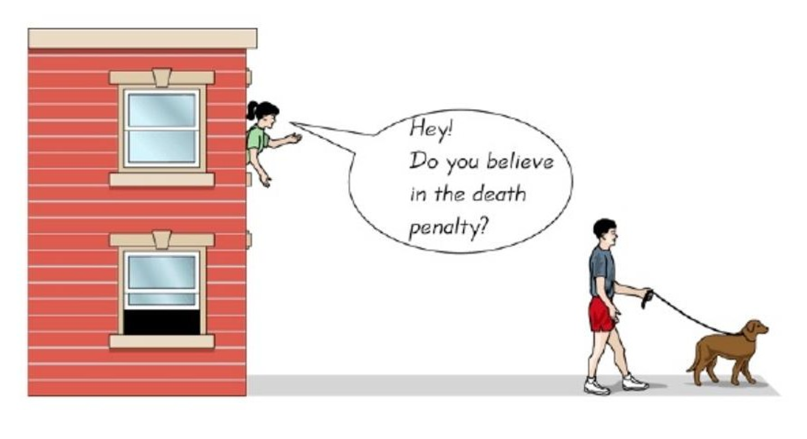 Hey!
Do you believe
in the death
penalty?